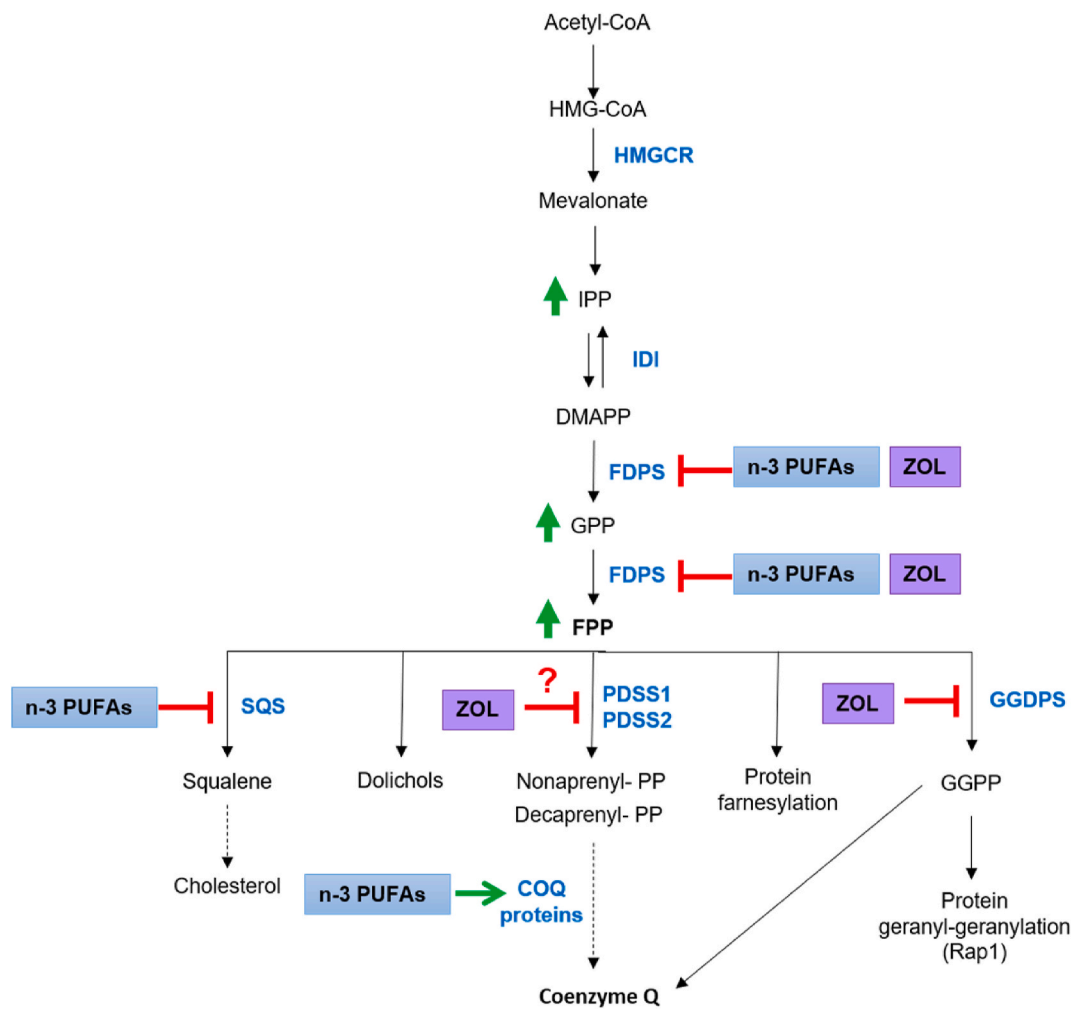 Acetyl-CoA
HMG-CoA
HMGCR
Mevalonate
IPP
IDI
DMAPP
FDPS
n-3 PUFAs
ZOL
GPP
FDPS
n-3 PUFAs
ZOL
FPP
n-3 PUFAs
SQS
ZOL
?
PDSS1
PDSS2
ZOL
GGDPS
Squalene
Dolichols
Nonaprenyl- PP
Decaprenyl- PP
Protein
farnesylation
GGPP
Cholesterol
n-3 PUFAs
COQ
proteins
Protein
geranyl-geranylation
(Rap1)
Coenzyme Q